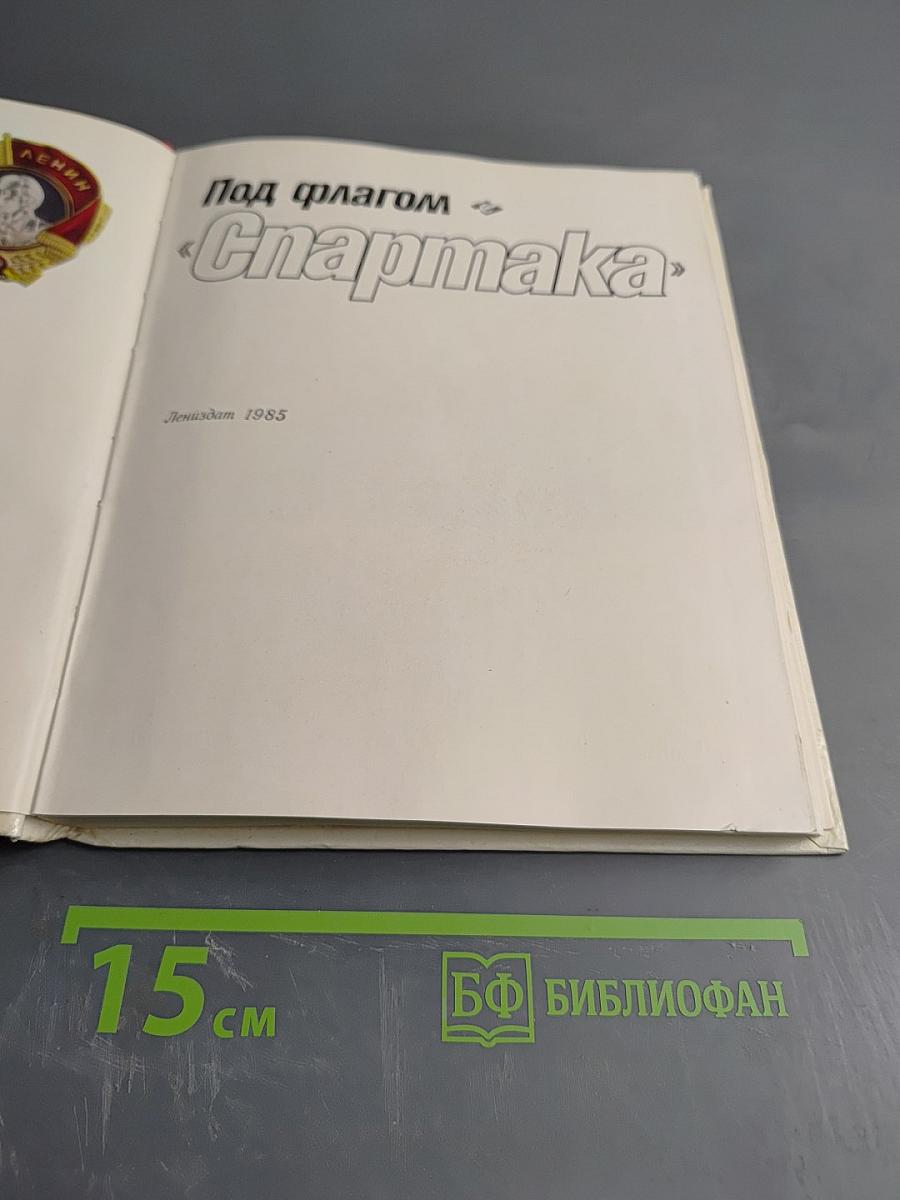 ЛЕНИН
Под флагом
«Спартака»
Лениздат 1985
15 см
БФ БИБЛИОФАН